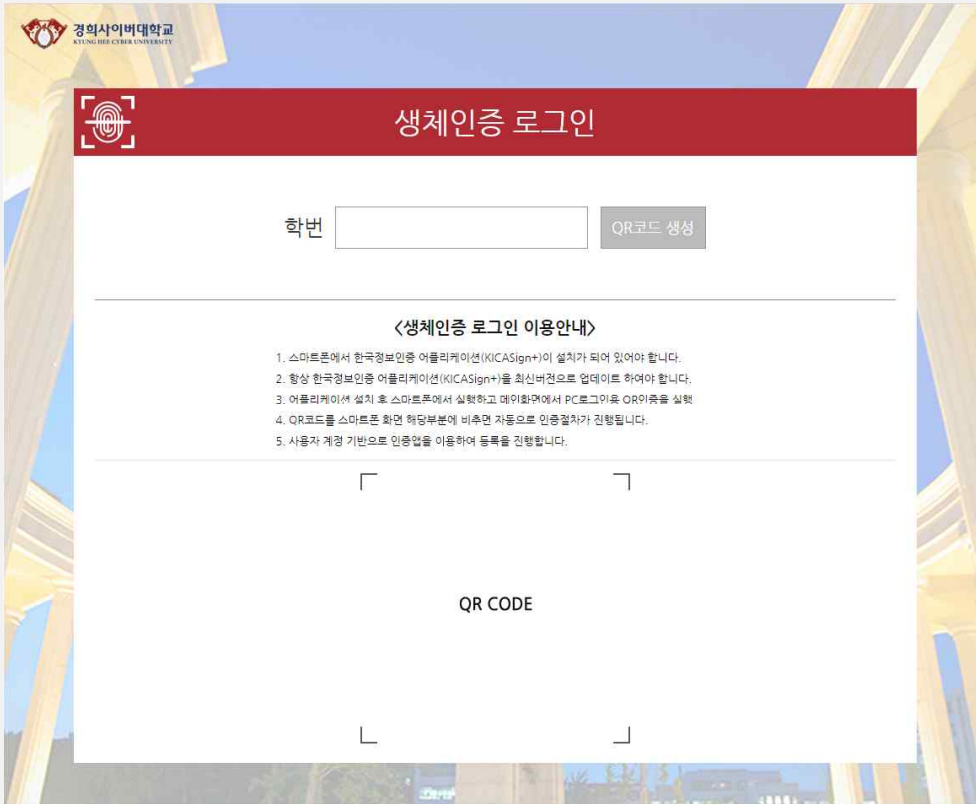 경희사이버대학교
KYUNG HEE CYBER UNIVERSITY
생체인증 로그인
학번
QR코드 생성
<생체인증 로그인 이용안내>
1. 스마트폰에서 한국정보인증 어플리케이션(KICASign+)이 설치가 되어 있어야 합니다.
2. 항상 한국정보인증 어플리케이션(KICASign+)을 최신버전으로 업데이트 하여야 합니다.
3. 어플리케이션 설치 후 스마트폰에서 실행하고 메인화면에서 PC로그인용 QR인증을 실행
4. QR코드를 스마트폰 화면 해당부분에 비추면 자동으로 인증절차가 진행됩니다.
5. 사용자 계정 기반으로 인증앱을 이용하여 등록을 진행합니다.
QR CODE